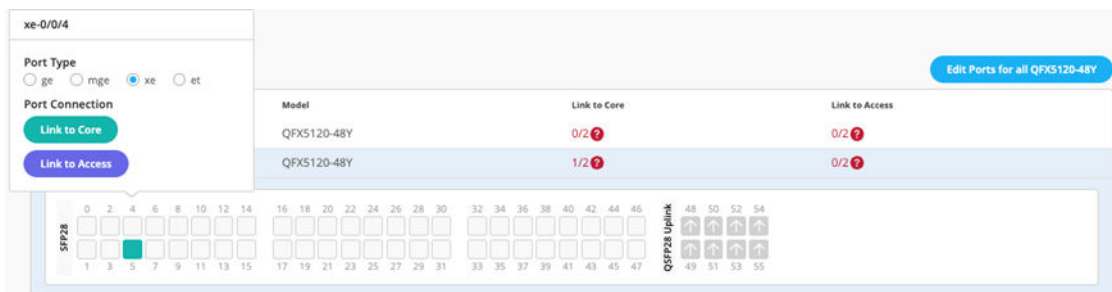 xe-0/0/4
Port Type
ge mge xe et
Port Connection
Link to Core
Link to Access
Edit Ports for all QFX5120-48Y
Model Link to Core Link to Access
QFX5120-48Y 0/2 ? 0/2 ?
QFX5120-48Y 1/2 ? 0/2 ?
SFP28
0 2 4 6 8 10 12 14 16 18 20 22 24 26 28 30 32 34 36 38 40 42 44 46
1 3 5 7 9 11 13 15 17 19 21 23 25 27 29 31 33 35 37 39 41 43 45 47
QSFP28 Uplink
48 50 52 54
49 51 53 55